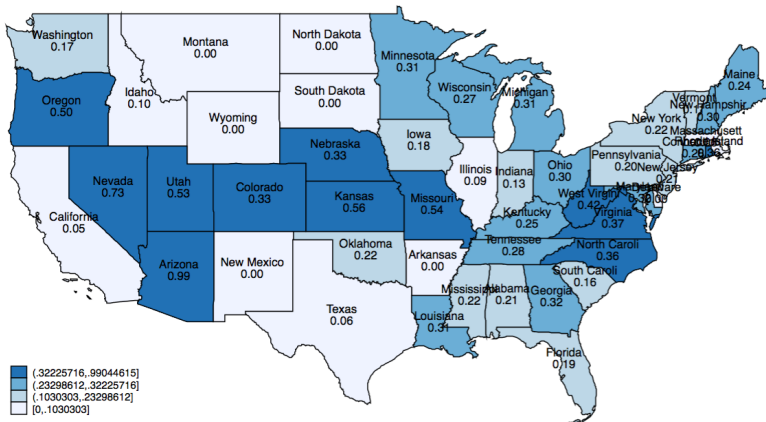 Washington
0.17
Montana
0.00
North Dakota
0.00
Minnesota
0.31
Maine
0.24
Oregon
0.50
Idaho
0.10
Wyoming
0.00
South Dakota
0.00
Wisconsin
0.27
Michigan
0.31
Vermont
New Hampshir
0.30
New York
0.22
Massachusett
Nebraska
0.33
Iowa
0.18
Illinois
0.09
Indiana
0.13
Ohio
0.30
Pennsylvania
0.20
New Jersey
Nevada
0.73
Utah
0.53
Colorado
0.33
Kansas
0.56
Missouri
0.54
Kentucky
0.25
West Virgin
0.42
Virginia
0.37
California
0.05
Arizona
0.99
New Mexico
0.00
Oklahoma
0.22
Arkansas
0.00
Tennessee
0.28
North Caroli
0.36
South Caroli
0.16
Texas
0.06
Louisiana
0.31
Mississippi
0.22
Alabama
0.21
Georgia
0.32
Florida
0.19
(.32225716,.99044615]
(.23298612,.32225716]
(.1030303,.23298612]
[0,.1030303]